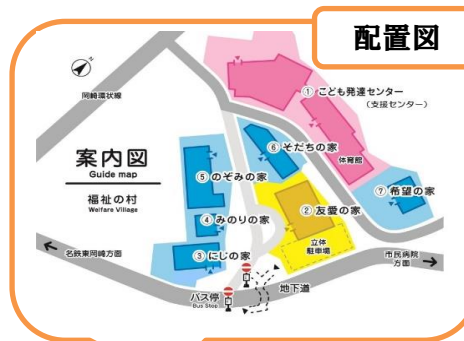 配置図
N
岡崎環状線
① こども発達センター
(支援センター)
体育館
案内図
Guide map
福祉の村
Welfare Village
⑥ そだちの家
⑤ のぞみの家
⑦ 希望の家
④ みのりの家
② 友愛の家
③ にじの家
立体
駐車場
名鉄東岡崎方面
市民病院
方面
地下道
バス停
Bus Stop